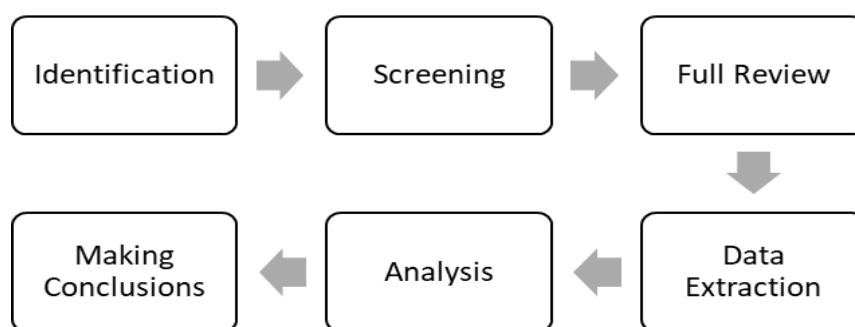 Identification
Screening
Full Review
Data
Extraction
Analysis
Making
Conclusions